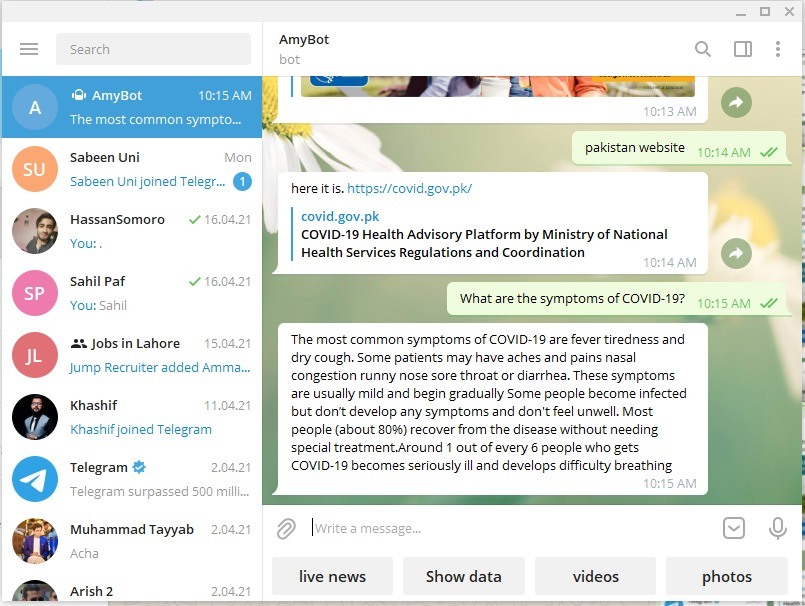 Search
A
AmyBot
10:15 AM
The most common sympto...
SU
Sabeen Uni
Mon
Sabeen Uni joined Telegr...
1
HassanSomoro
16.04.21
You: .
SP
Sahil Paf
16.04.21
You: Sahil
JL
Jobs in Lahore
15.04.21
Jump Recruiter added Amma...
Khashif
11.04.21
Khashif joined Telegram
Telegram
2.04.21
Telegram surpassed 500 milli...
Muhammad Tayyab
2.04.21
Acha
Arish 2
2.04.21
AmyBot
bot
10:13 AM
pakistan website
10:14 AM
here it is. https://covid.gov.pk/
covid.gov.pk
COVID-19 Health Advisory Platform by Ministry of National
Health Services Regulations and Coordination
10:14 AM
What are the symptoms of COVID-19?
10:15 AM
The most common symptoms of COVID-19 are fever tiredness and
dry cough. Some patients may have aches and pains nasal
congestion runny nose sore throat or diarrhea. These symptoms
are usually mild and begin gradually Some people become infected
but don’t develop any symptoms and don't feel unwell. Most
people (about 80%) recover from the disease without needing
special treatment.Around 1 out of every 6 people who gets
COVID-19 becomes seriously ill and develops difficulty breathing
10:15 AM
Write a message...
live news
Show data
videos
photos